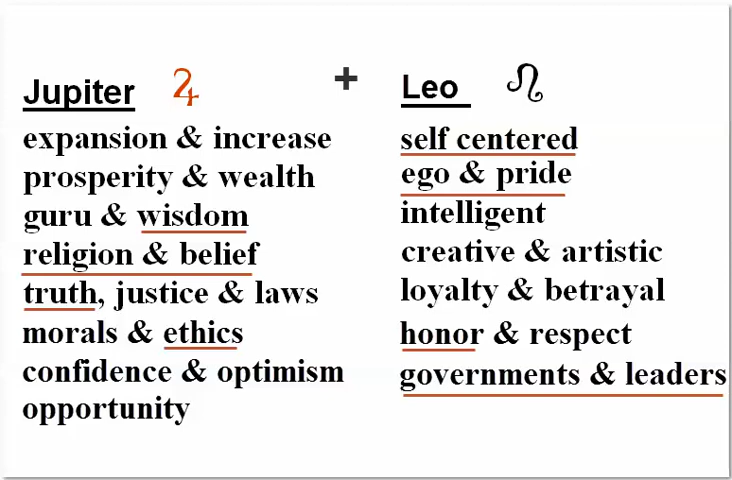 Jupiter ♃ + Leo ♌
expansion & increase
prosperity & wealth
guru & wisdom
religion & belief
truth, justice & laws
morals & ethics
confidence & optimism
opportunity
self centered
ego & pride
intelligent
creative & artistic
loyalty & betrayal
honor & respect
governments & leaders